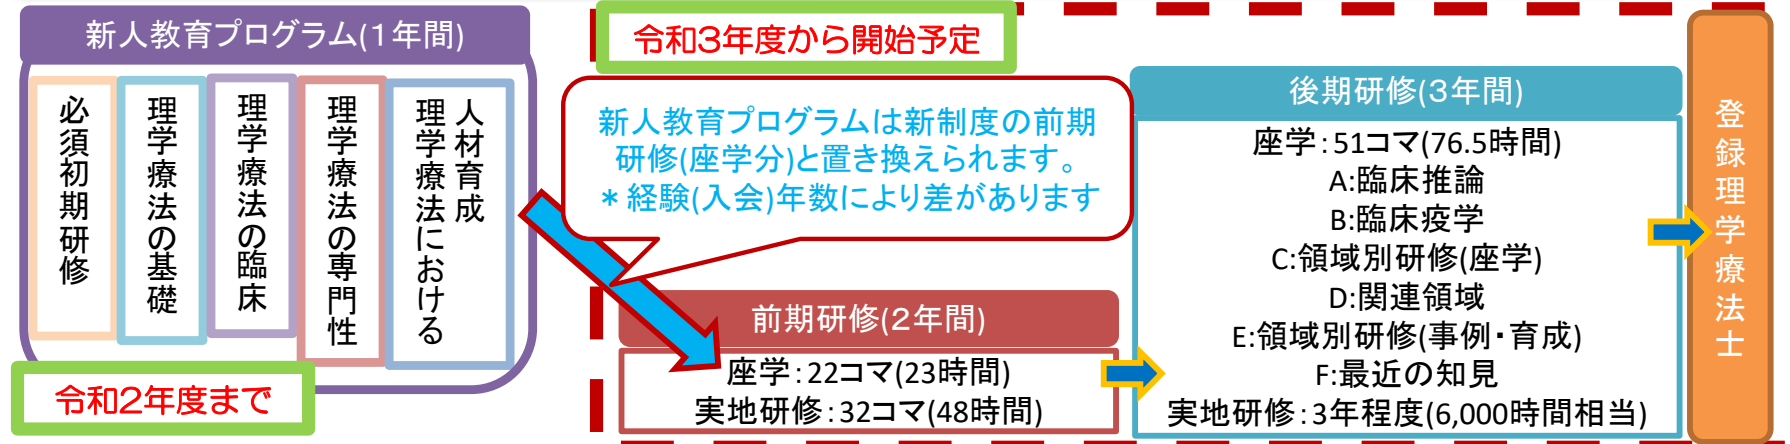 新人教育プログラム(1年間)
必須初期研修
理学療法の基礎
理学療法の臨床
理学療法の専門性
人材育成
理学療法における
令和2年度まで
令和3年度から開始予定
新人教育プログラムは新制度の前期
研修(座学分)と置き換えられます。
＊経験(入会)年数により差があります
前期研修(2年間)
座学:22コマ(23時間)
実地研修:32コマ(48時間)
後期研修(3年間)
座学:51コマ(76.5時間)
A:臨床推論
B:臨床疫学
C:領域別研修(座学)
D:関連領域
E:領域別研修(事例・育成)
F:最近の知見
実地研修:3年程度(6,000時間相当)
登録理学療法士